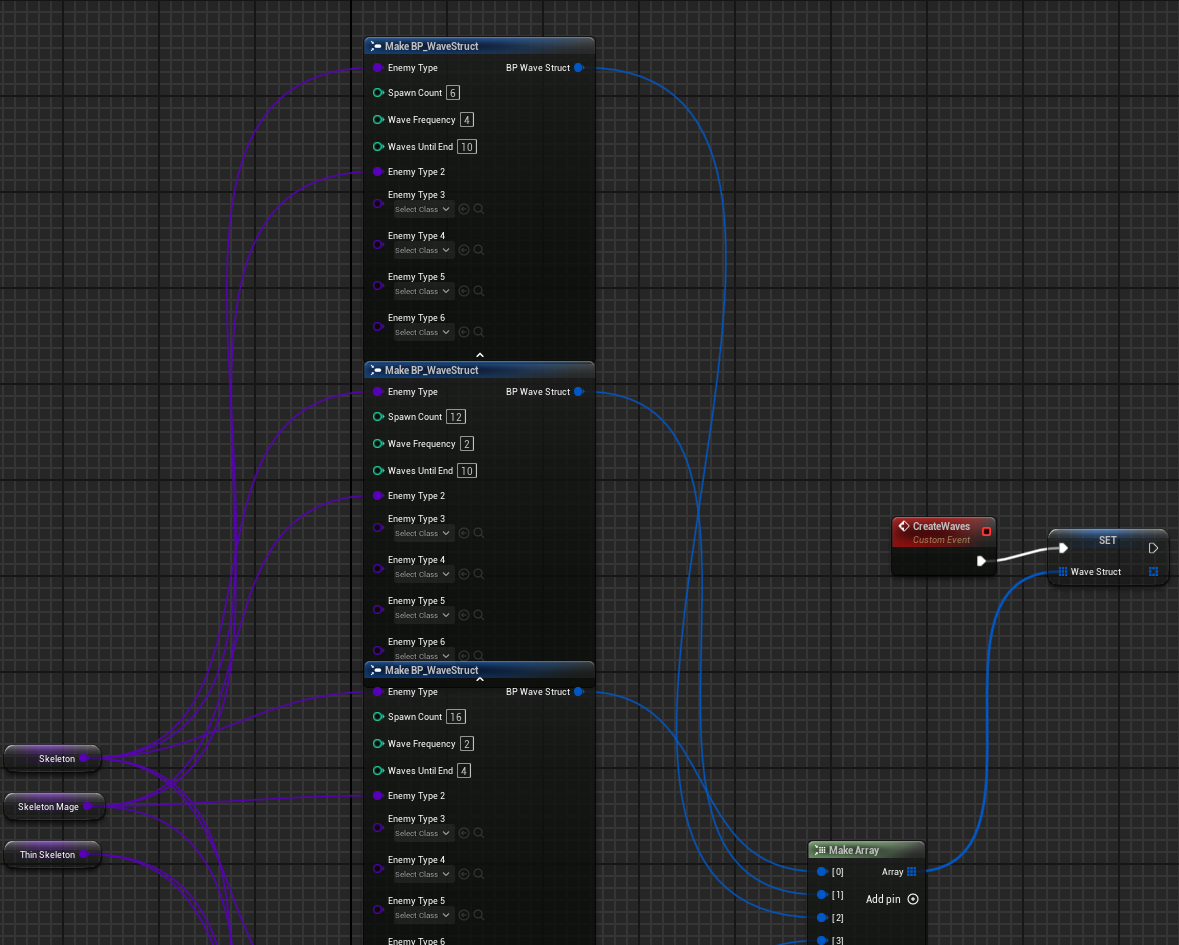 Make BP_WaveStruct
Enemy Type BP Wave Struct
Spawn Count 6
Wave Frequency 4
Waves Until End 10
Enemy Type 2
Enemy Type 3
Select Class
Enemy Type 4
Select Class
Enemy Type 5
Select Class
Enemy Type 6
Select Class
Make BP_WaveStruct
Enemy Type BP Wave Struct
Spawn Count 12
Wave Frequency 2
Waves Until End 10
Enemy Type 2
Enemy Type 3
Select Class
Enemy Type 4
Select Class
Enemy Type 5
Select Class
Enemy Type 6
Select Class
Make BP_WaveStruct
Enemy Type BP Wave Struct
Spawn Count 16
Wave Frequency 2
Waves Until End 4
Enemy Type 2
Enemy Type 3
Select Class
Enemy Type 4
Select Class
Enemy Type 5
Select Class
Enemy Type 6
Skeleton
Skeleton Mage
Thin Skeleton
CreateWaves
Custom Event
SET
Wave Struct
Make Array
[0] Array
[1] Add pin
[2]
[3]